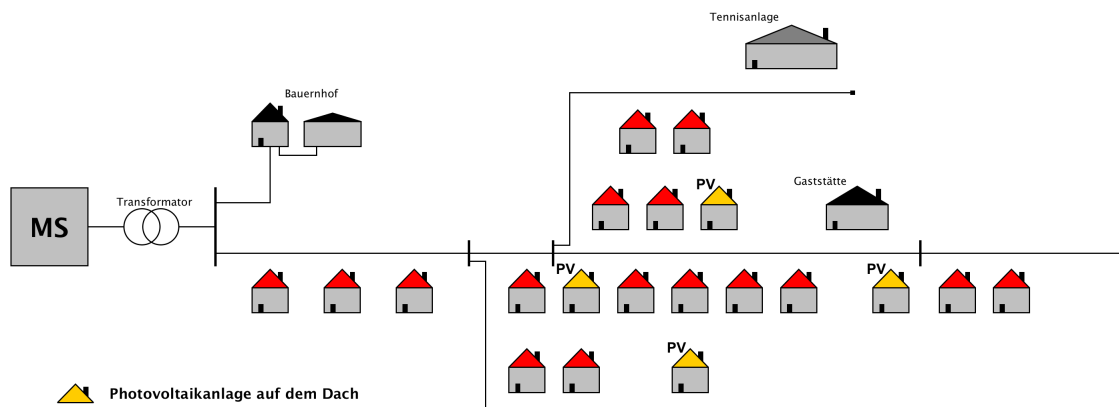 Tennisanlage
Bauernhof
PV
Gaststätte
Transformator
MS
PV
PV
PV
Photovoltaikanlage auf dem Dach